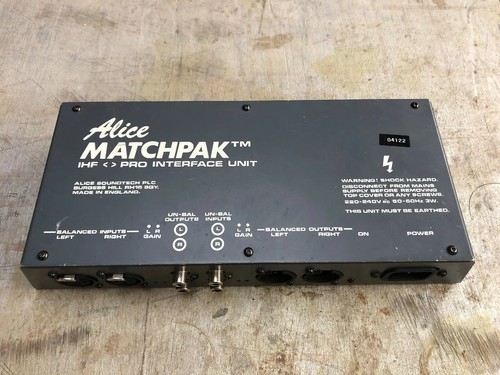 Alice
MATCHPAK™
IHF <> PRO INTERFACE UNIT
ALICE SOUNDTECH PLC
BURGESS HILL RH15 9QY.
MADE IN ENGLAND.
04122
WARNING! SHOCK HAZARD.
DISCONNECT FROM MAINS
SUPPLY BEFORE REMOVING
TOP COVER OR ANY SCREWS.
220-240V ac 50-60Hz 3W.
THIS UNIT MUST BE EARTHED.
BALANCED INPUTS
LEFT RIGHT
L R
GAIN
UN-BAL
OUTPUTS
L
R
UN-BAL
INPUTS
L
R
L R
GAIN
BALANCED OUTPUTS
LEFT RIGHT
ON
POWER